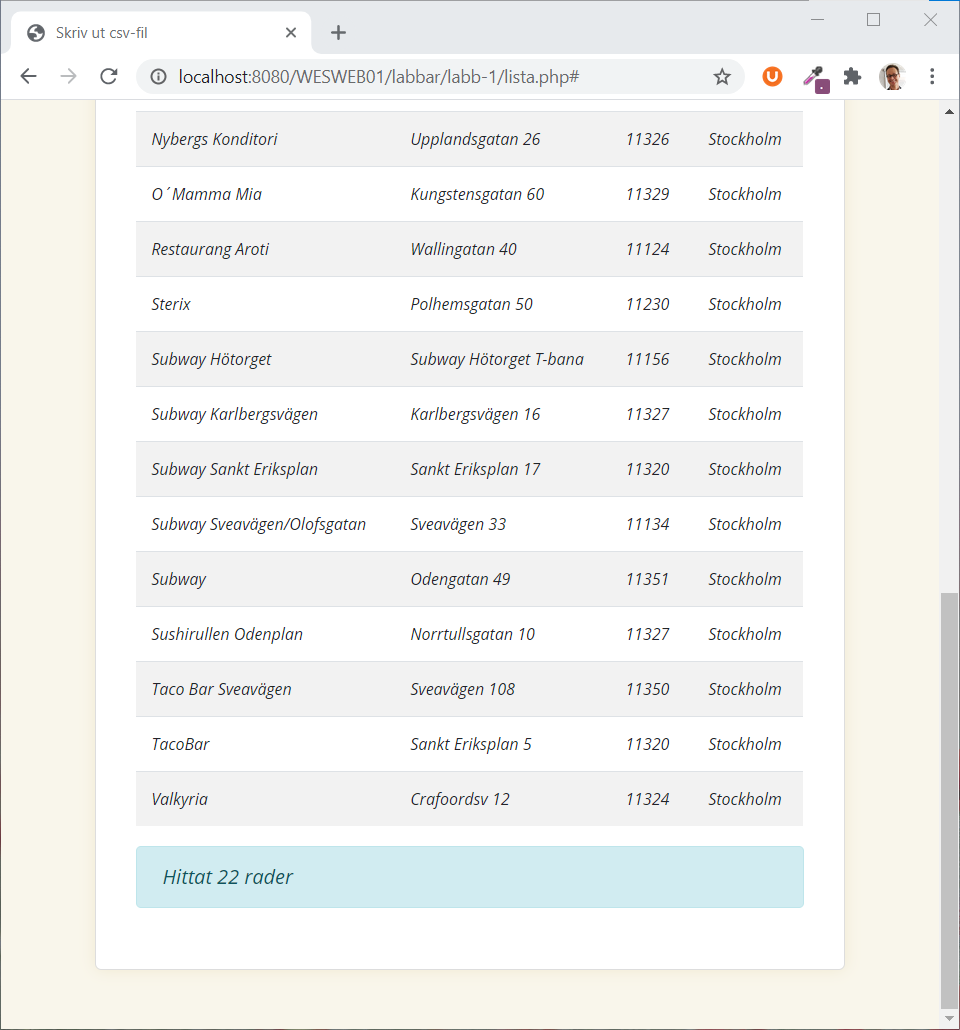 Skriv ut csv-fil
localhost:8080/WESWEB01/labbar/labb-1/lista.php#
Nybergs Konditori Upplandsgatan 26 11326 Stockholm
O´Mamma Mia Kungstensgatan 60 11329 Stockholm
Restaurang Aroti Wallingatan 40 11124 Stockholm
Sterix Polhemsgatan 50 11230 Stockholm
Subway Hötorget Subway Hötorget T-bana 11156 Stockholm
Subway Karlbergsvägen Karlbergsvägen 16 11327 Stockholm
Subway Sankt Eriksplan Sankt Eriksplan 17 11320 Stockholm
Subway Sveavägen/Olofsgatan Sveavägen 33 11134 Stockholm
Subway Odengatan 49 11351 Stockholm
Sushirullen Odenplan Norrtullsgatan 10 11327 Stockholm
Taco Bar Sveavägen Sveavägen 108 11350 Stockholm
TacoBar Sankt Eriksplan 5 11320 Stockholm
Valkyria Crafoordsv 12 11324 Stockholm
Hittat 22 rader